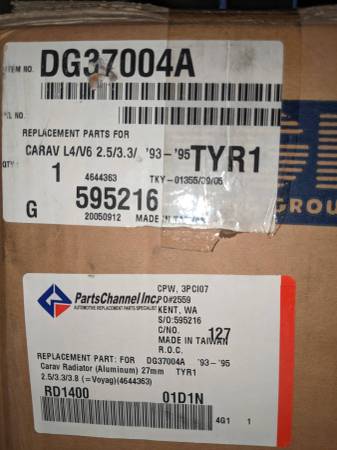 ITEM NO. DG37004A
REPLACEMENT PARTS FOR
CARAV L4/V6 2.5/3.3/ '93-'95 TYR1
QTY 1
4644363 TKY-01355/09/05
G 595216
20050912 MADE IN
GROU
PartsChannel Inc.
AUTOMOTIVE REPLACEMENT PARTS SPECIALIST
CPW, 3PCI07
PO#2559
KENT, WA
S/O:595216
C/NO. 127
MADE IN TAIWAN
R.O.C.
REPLACEMENT PART: FOR DG37004A '93-'95
Carav Radiator (Aluminum) 27mm TYR1
2.5/3.3/3.8 (=Voyag)(4644363)
RD1400 01D1N
4G1 1